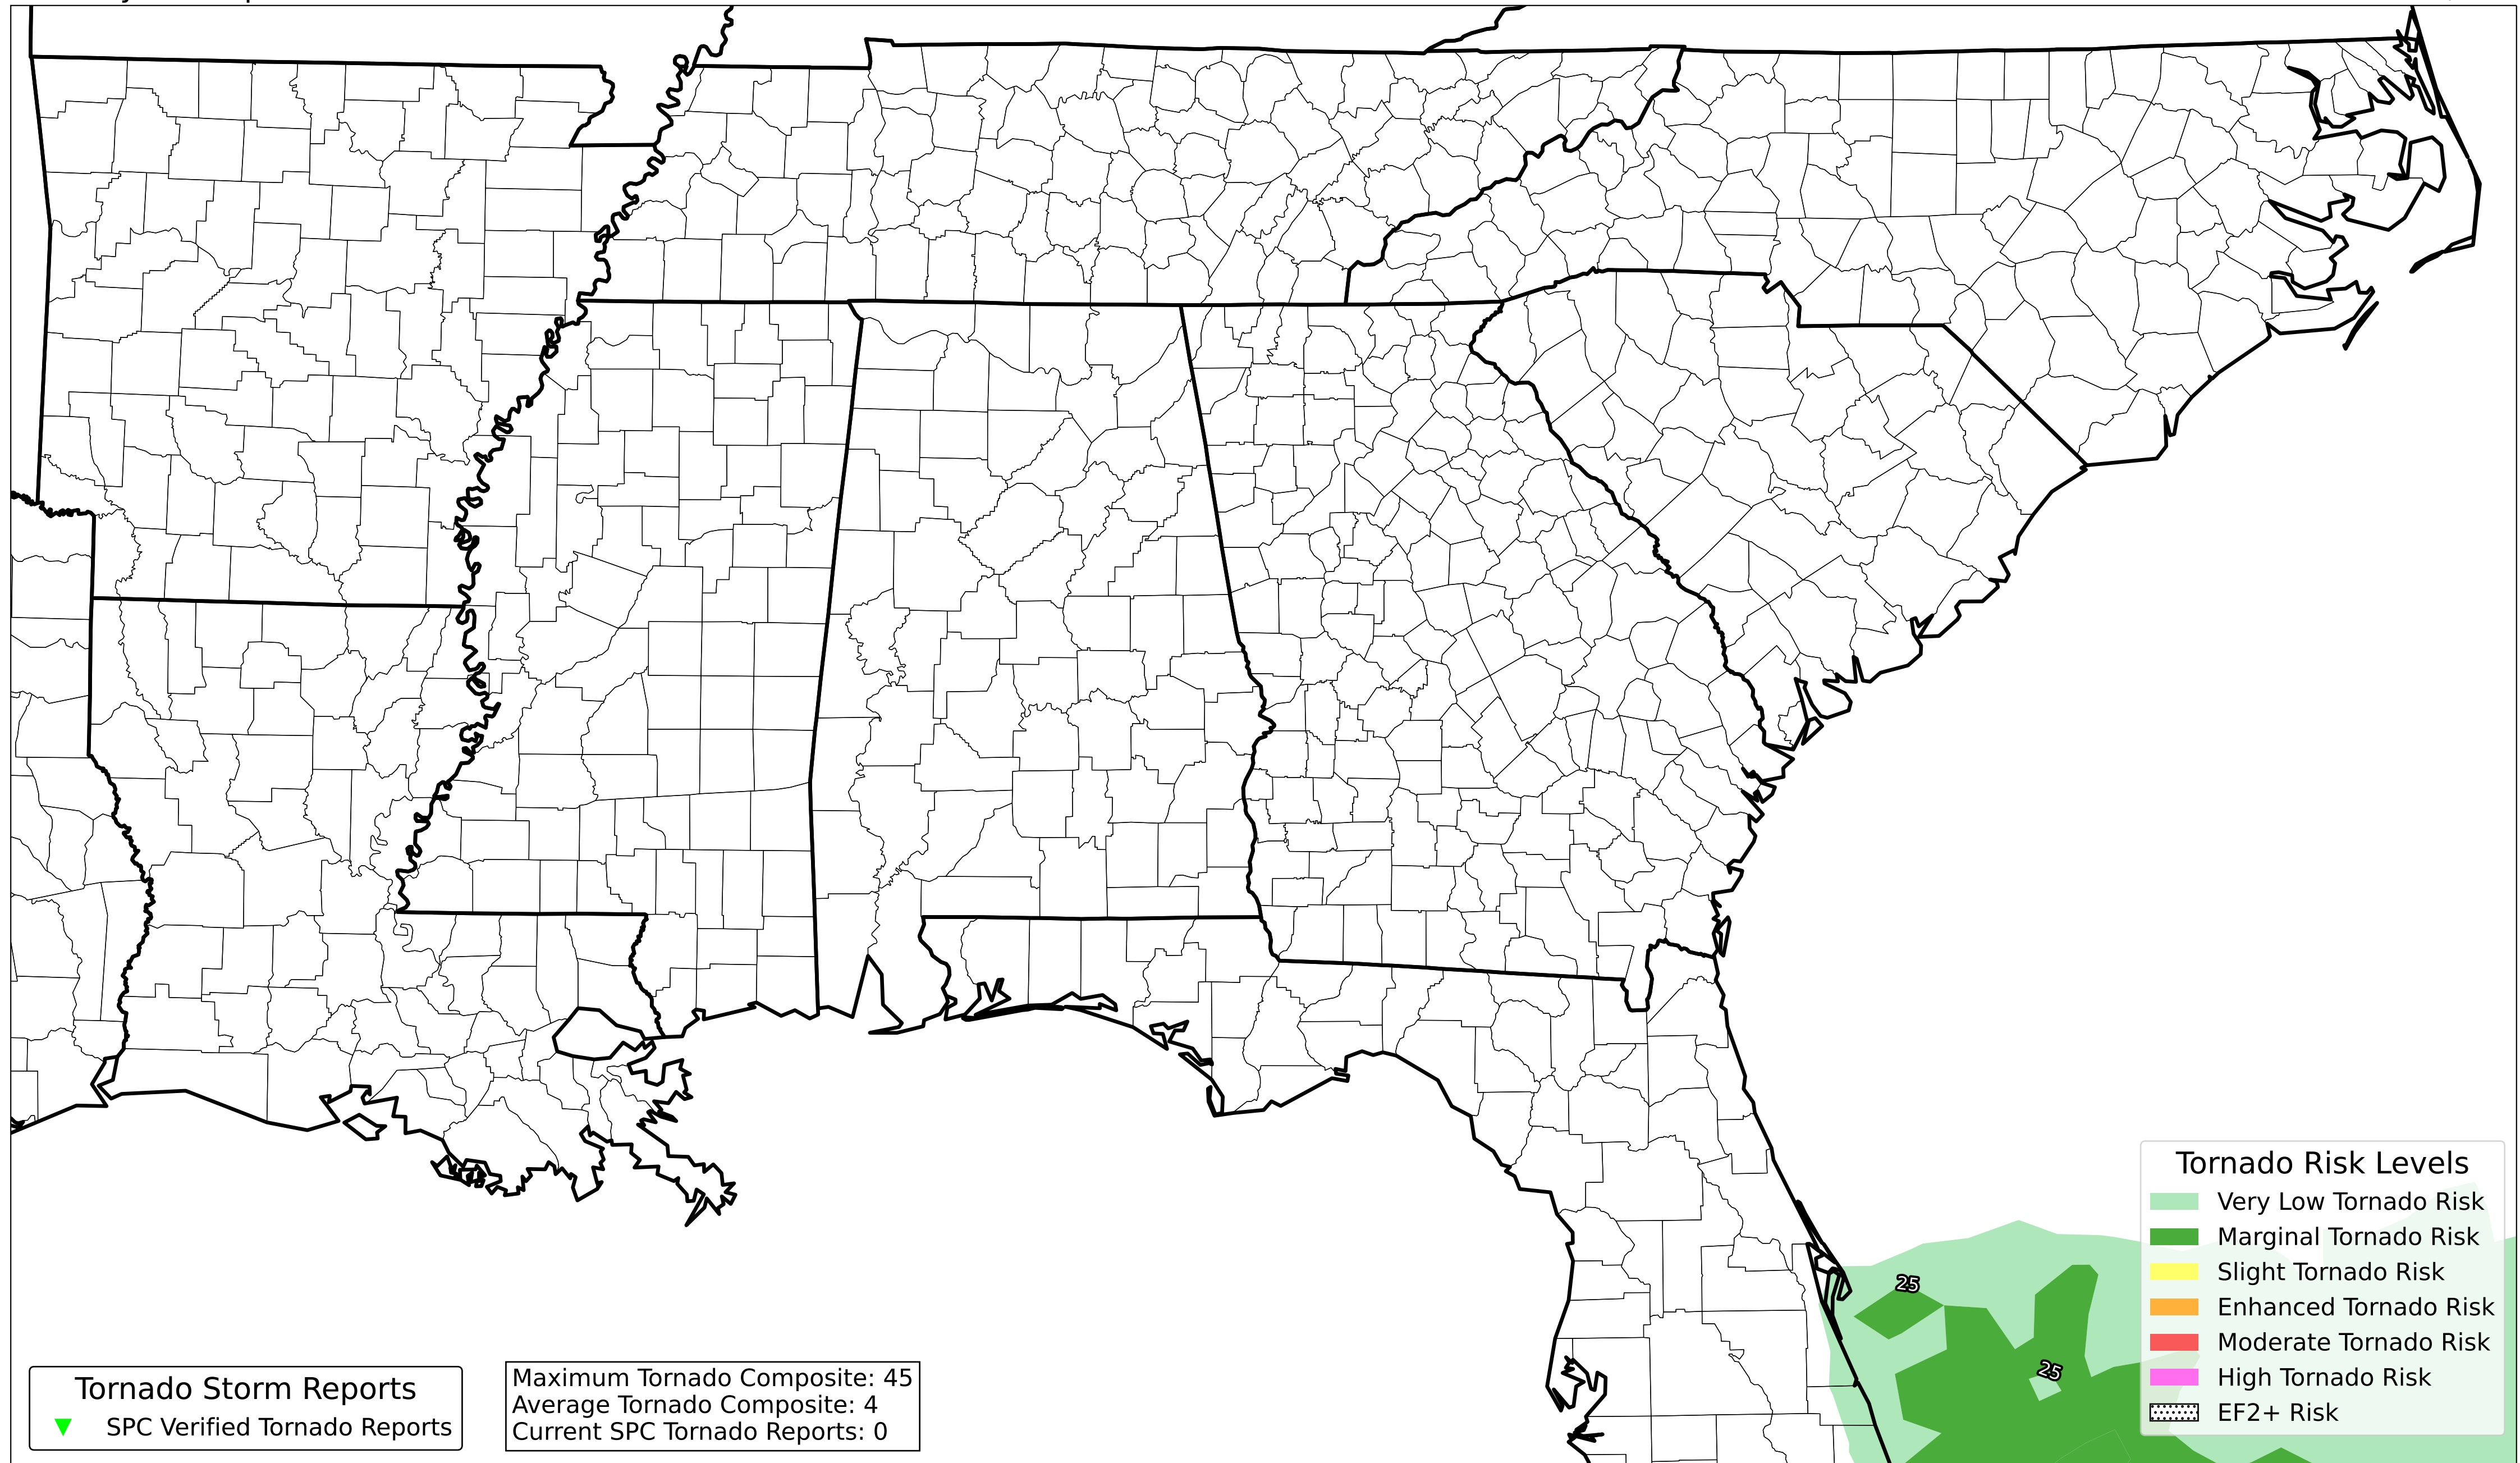 25
25
Tornado Risk Levels
Very Low Tornado Risk
Marginal Tornado Risk
Slight Tornado Risk
Enhanced Tornado Risk
Moderate Tornado Risk
High Tornado Risk
EF2+ Risk
Tornado Storm Reports
SPC Verified Tornado Reports
Maximum Tornado Composite: 45
Average Tornado Composite: 4
Current SPC Tornado Reports: 0